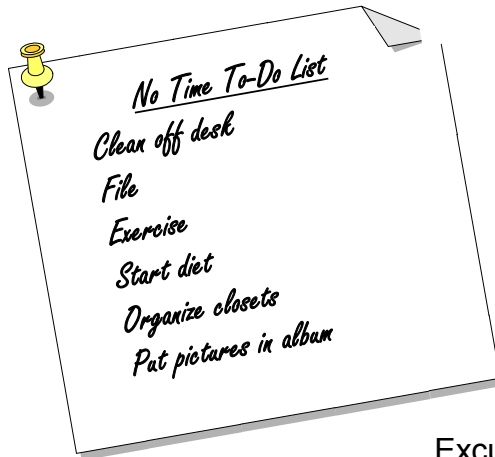 No Time To-Do List
Clean off desk
File
Exercise
Start diet
Organize closets
Put pictures in album